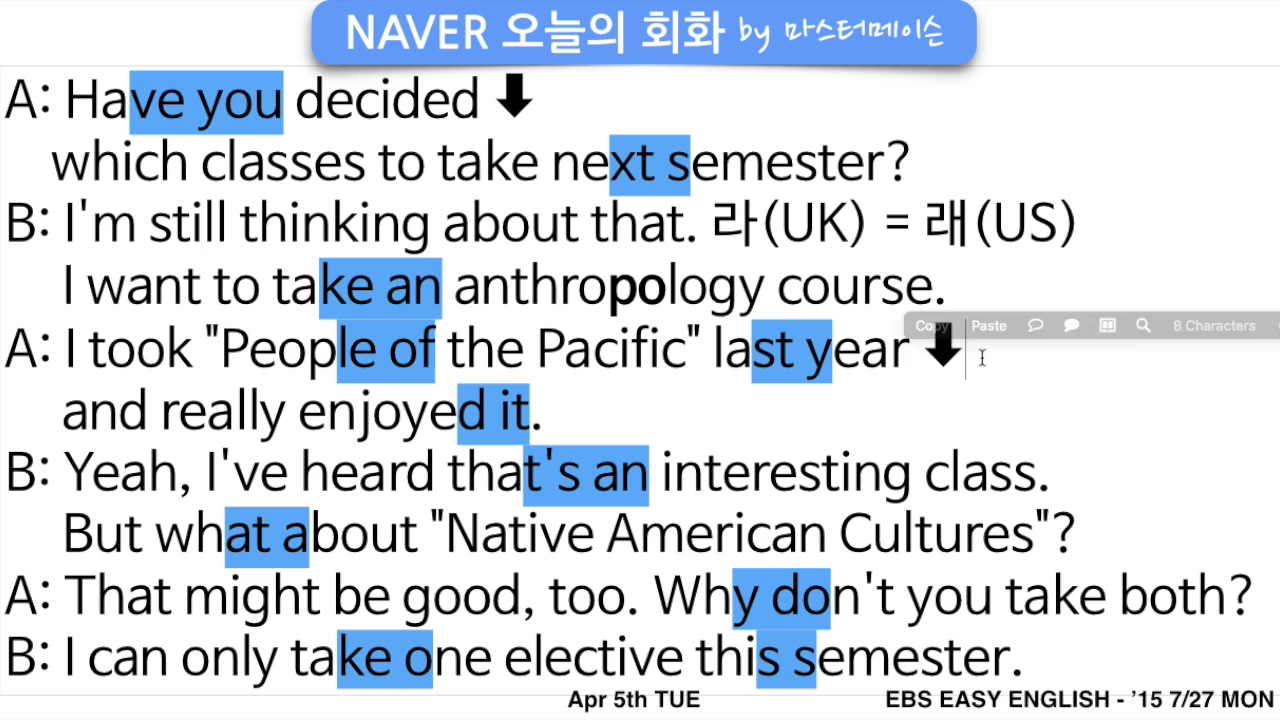 NAVER 오늘의 회화 by 마스터메이슨
A: Have you decided ⬇
which classes to take next semester?
B: I'm still thinking about that. 라(UK) = 래(US)
I want to take an anthropology course.
Copy Paste 8 Characters
A: I took "People of the Pacific" last year ⬇
and really enjoyed it.
B: Yeah, I've heard that's an interesting class.
But what about "Native American Cultures"?
A: That might be good, too. Why don't you take both?
B: I can only take one elective this semester.
Apr 5th TUE EBS EASY ENGLISH - ’15 7/27 MON